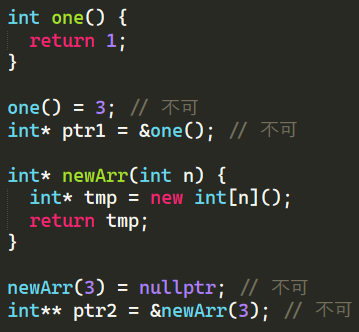 int one() {
  return 1;
}
one() = 3; // 不可
int* ptr1 = &one(); // 不可
int* newArr(int n) {
  int* tmp = new int[n]();
  return tmp;
}
newArr(3) = nullptr; // 不可
int** ptr2 = &newArr(3); // 不可